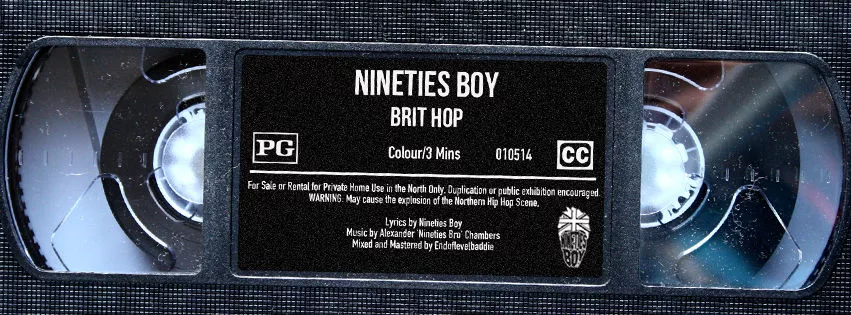 NINETIES BOY
BRIT HOP
PG
Colour/3 Mins 010514 CC
For Sale or Rental for Private Home Use in the North Only. Duplication or public exhibition encouraged.
WARNING: May cause the explosion of the Northern Hip Hop Scene.
Lyrics by Nineties Boy
Music by Alexander 'Nineties Bro' Chambers
Mixed and Mastered by Endoflevelbaddie
NINETIES
BOY